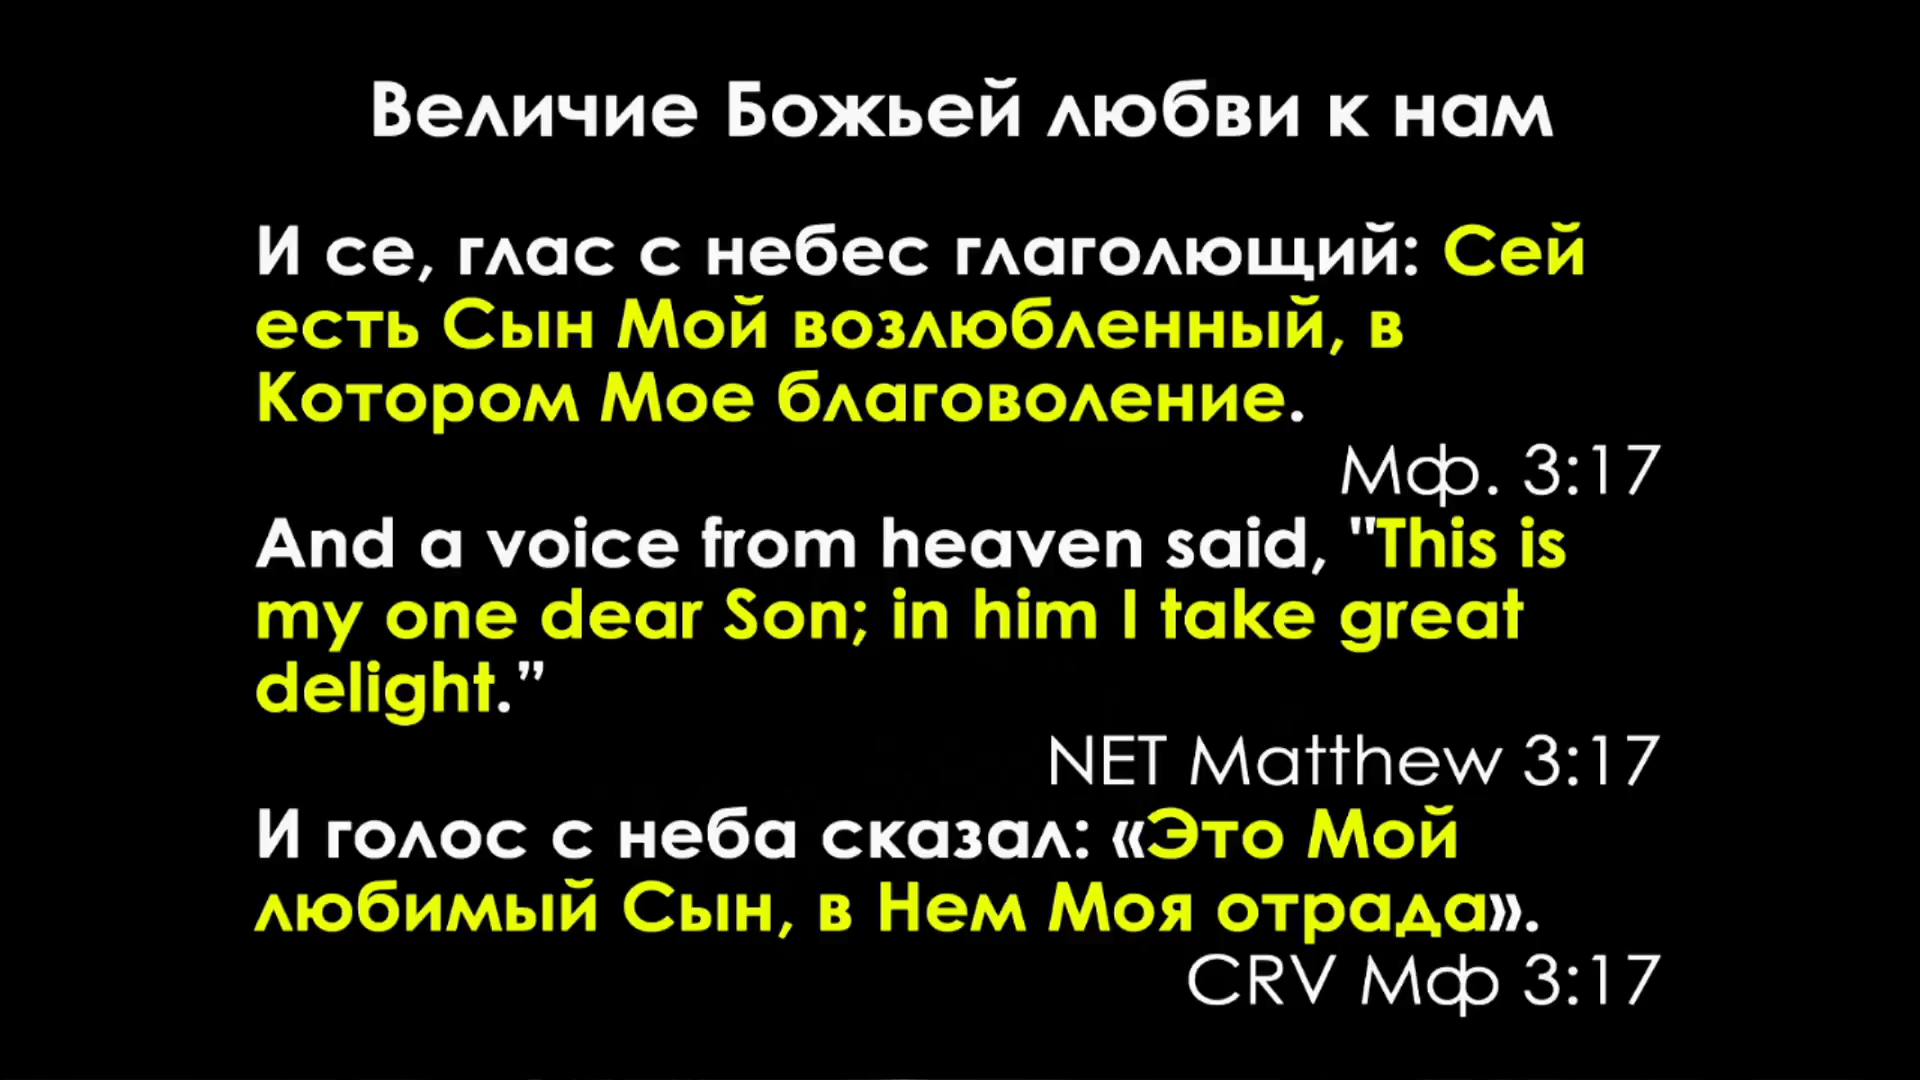 Величие Божьей любви к нам
И се, глас с небес глаголющий: Сей
есть Сын Мой возлюбленный, в
Котором Мое благоволение.
Мф. 3:17
And a voice from heaven said, "This is
my one dear Son; in him I take great
delight.”
NET Matthew 3:17
И голос с неба сказал: «Это Мой
любимый Сын, в Нем Моя отрада».
CRV Мф 3:17